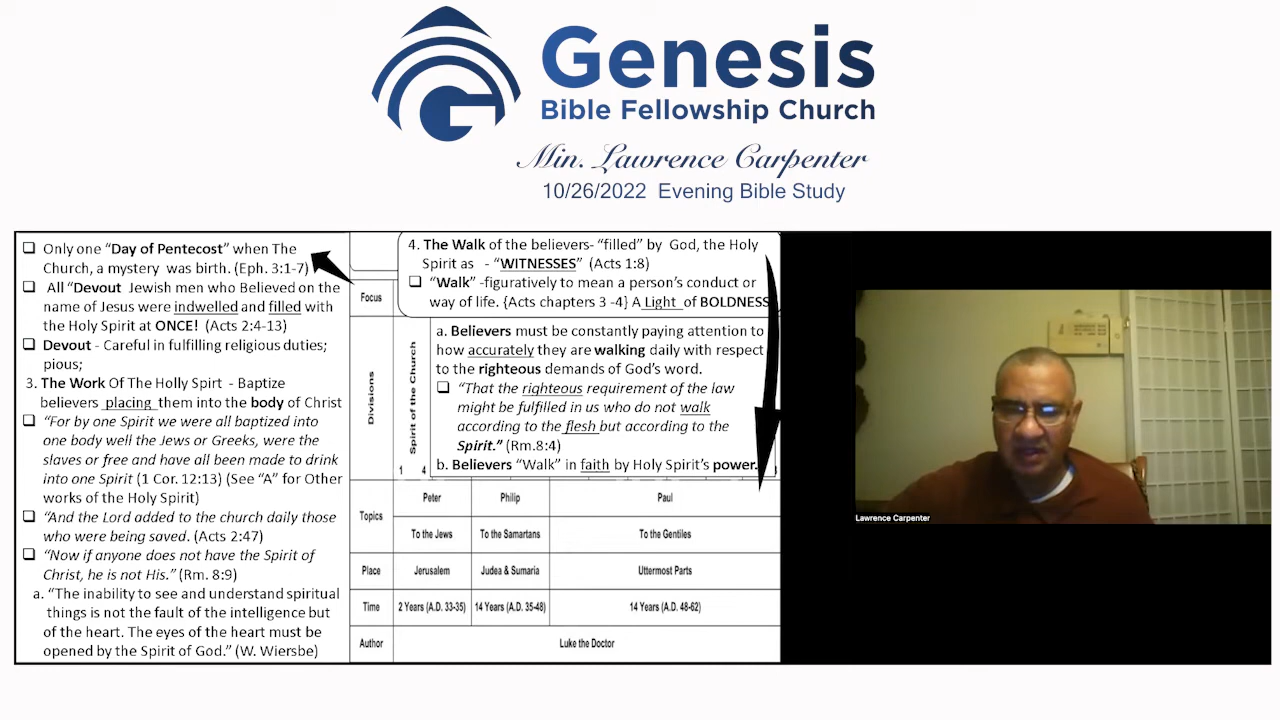 Genesis
Bible Fellowship Church
Min. Lawrence Carpenter
10/26/2022 Evening Bible Study
❑ Only one “Day of Pentecost” when The
Church, a mystery was birth. (Eph. 3:1-7)
❑ All “Devout Jewish men who Believed on the
name of Jesus were indwelled and filled with
the Holy Spirit at ONCE! (Acts 2:4-13)
❑ Devout - Careful in fulfilling religious duties;
pious;
3. The Work Of The Holly Spirt - Baptize
believers placing them into the body of Christ
❑ “For by one Spirit we were all baptized into
one body well the Jews or Greeks, were the
slaves or free and have all been made to drink
into one Spirit (1 Cor. 12:13) (See “A” for Other
works of the Holy Spirit)
❑ “And the Lord added to the church daily those
who were being saved. (Acts 2:47)
❑ “Now if anyone does not have the Spirit of
Christ, he is not His.” (Rm. 8:9)
a. “The inability to see and understand spiritual
things is not the fault of the intelligence but
of the heart. The eyes of the heart must be
opened by the Spirit of God.” (W. Wiersbe)
4. The Walk of the believers- “filled” by God, the Holy
Spirit as - “WITNESSES” (Acts 1:8)
❑ “Walk” -figuratively to mean a person’s conduct or
way of life. {Acts chapters 3 -4} A Light of BOLDNESS
a. Believers must be constantly paying attention to
how accurately they are walking daily with respect
to the righteous demands of God’s word.
❑ “That the righteous requirement of the law
might be fulfilled in us who do not walk
according to the flesh but according to the
Spirit.” (Rm.8:4)
b. Believers “Walk” in faith by Holy Spirit’s power.
Focus
Divisions
Spirit of the Church
1 4
Topics
Peter Philip Paul
To the Jews To the Samartans To the Gentiles
Place Jerusalem Judea & Sumaria Uttermost Parts
Time 2 Years (A.D. 33-35) 14 Years (A.D. 35-48) 14 Years (A.D. 48-62)
Author Luke the Doctor
Lawrence Carpenter